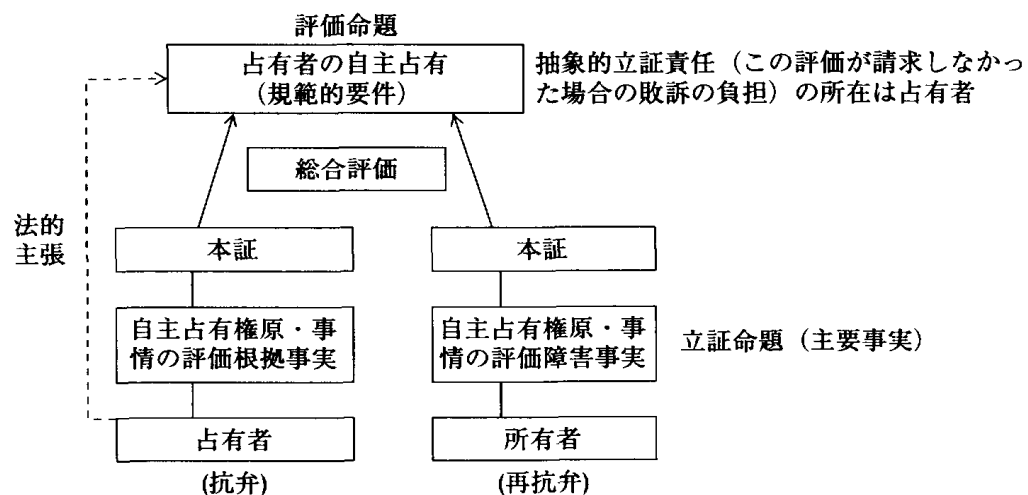 評価命題
占有者の自主占有
（規範的要件）
抽象的立証責任（この評価が請求しなかっ
た場合の敗訴の負担）の所在は占有者
総合評価
法的
主張
本証
本証
自主占有権原・事
情の評価根拠事実
自主占有権原・事
情の評価障害事実
立証命題（主要事実）
占有者
所有者
(抗弁)
(再抗弁)